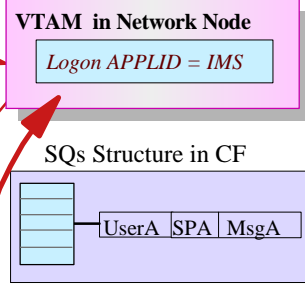 VTAM in Network Node
Logon APPLID = IMS
SQs Structure in CF
UserA SPA MsgA